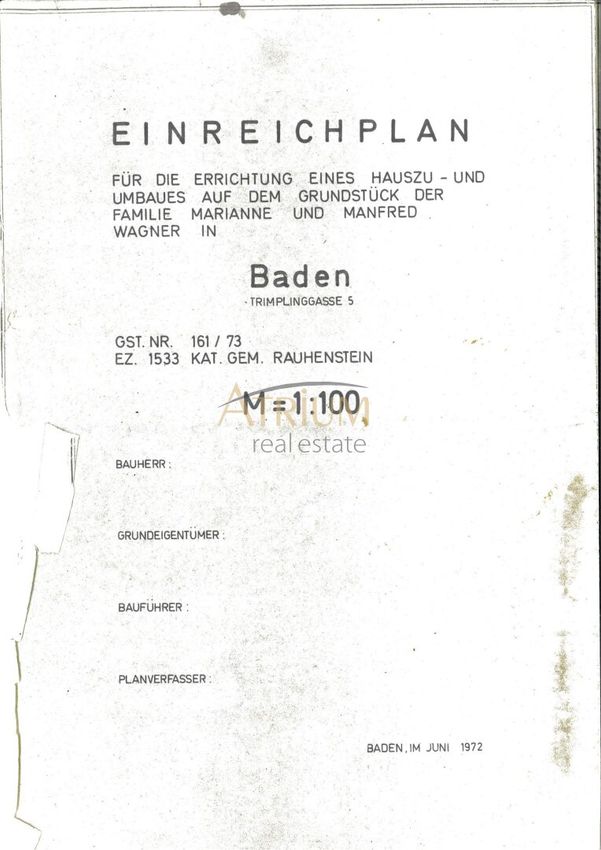 EINREICHPLAN
FÜR DIE ERRICHTUNG EINES HAUSZU - UND
UMBAUES AUF DEM GRUNDSTÜCK DER
FAMILIE MARIANNE UND MANFRED
WAGNER IN
Baden
TRIMPLINGGASSE 5
GST. NR. 161 / 73
EZ. 1533 KAT. GEM. RAUHENSTEIN
M = 1 : 100
ATRIUM
real estate
BAUHERR :
GRUNDEIGENTÜMER :
BAUFÜHRER :
PLANVERFASSER :
BADEN, IM JUNI 1972